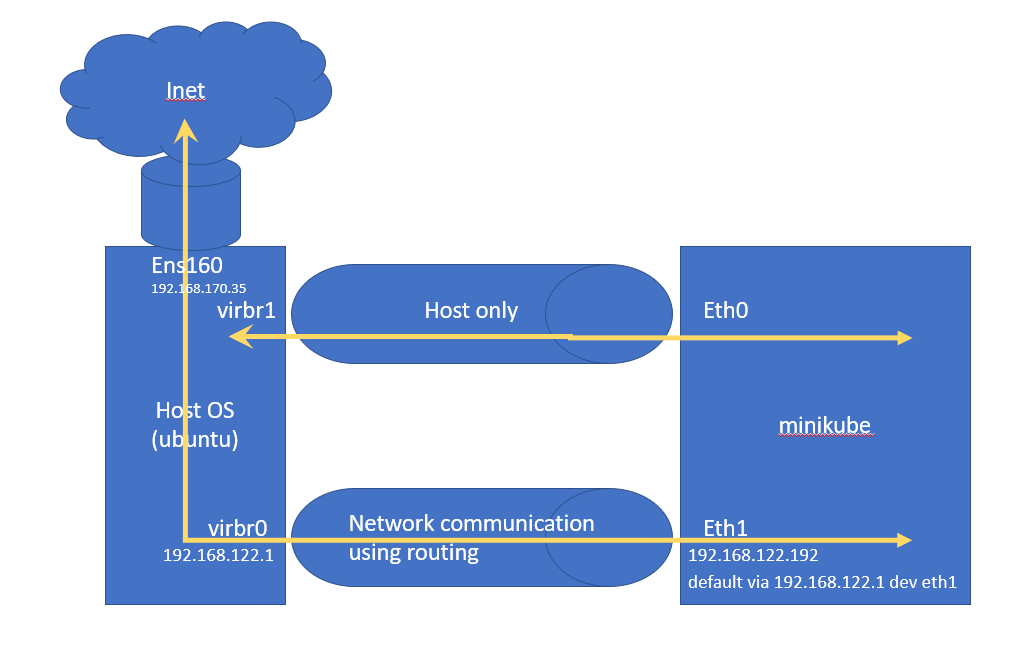 Inet
Ens160
192.168.170.35
virbr1
Host only
Eth0
Host OS
(ubuntu)
minikube
virbr0
192.168.122.1
Network communication
using routing
Eth1
192.168.122.192
default via 192.168.122.1 dev eth1